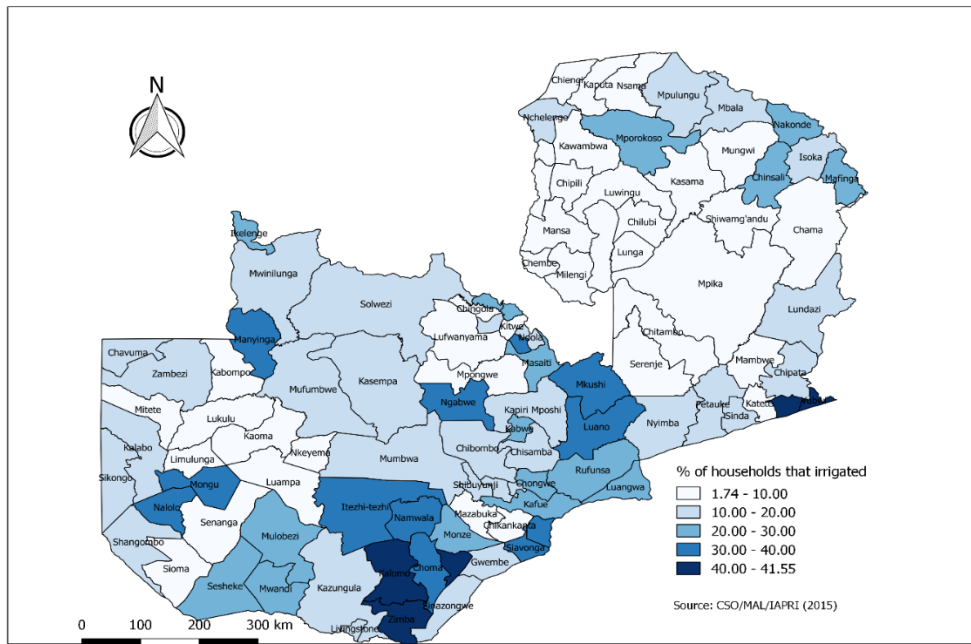 N
Chiengi
Kaputa
Nsama
Mpulungu
Mbala
Nchelenge
Nakonde
Mporokoso
Kawambwa
Mungwi
Isoka
Chinsali
Mafinga
Kasama
Chipili
Luwingu
Shiwamg'andu
Chilubi
Mansa
Chama
Lunga
Chembe
Milengi
Mpika
Ikelenge
Mwinilunga
Solwezi
Lundazi
Chingola
Kitwe
Chitambo
Manyinga
Lufwanyama
Ndola
Serenje
Mambwe
Chavuma
Masaiti
Zambezi
Kabompo
Mpongwe
Chipata
Kasempa
Mkushi
Mufumbwe
Petauke
Katete
Mitete
Ngabwe
Kapiri Mposhi
Sinda
Lukulu
Nyimba
Luano
Kabwe
Kaoma
Kalabo
Nkeyema
Chibombo
Chisamba
Limulunga
Mumbwa
Rufunsa
Sikongo
Luampa
Shibuyunji
Chongwe
Luangwa
Mongu
Kafue
Nalolo
Itezhi-tezhi
Mazabuka
Senanga
Namwala
Chikankanta
Mulobezi
Monze
Shangombo
Siavonga
Sioma
Choma
Gwembe
Kalomo
Sesheke
Mwandi
Kazungula
Sinazongwe
Zimba
Livingstone
% of households that irrigated
1.74 - 10.00
10.00 - 20.00
20.00 - 30.00
30.00 - 40.00
40.00 - 41.55
Source: CSO/MAL/IAPRI (2015)
0 100 200 300 km